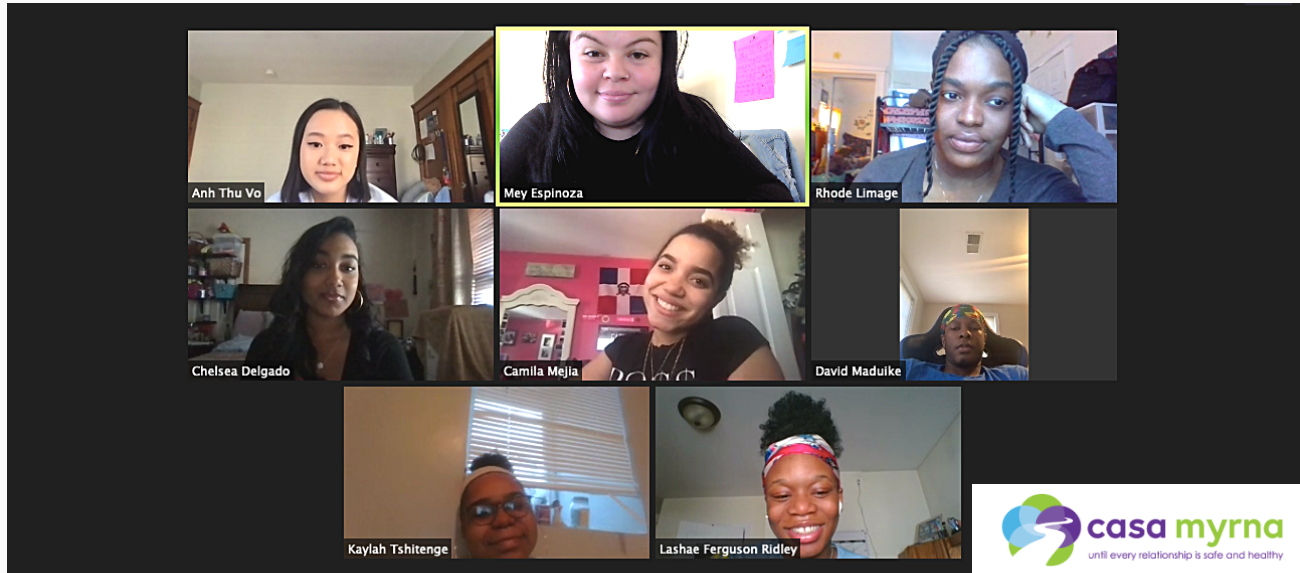 Anh Thu Vo
Mey Espinoza
Rhode Limage
Chelsea Delgado
Camila Mejia
David Maduike
Kaylah Tshitenge
Lashae Ferguson Ridley
casa myrna
until every relationship is safe and healthy